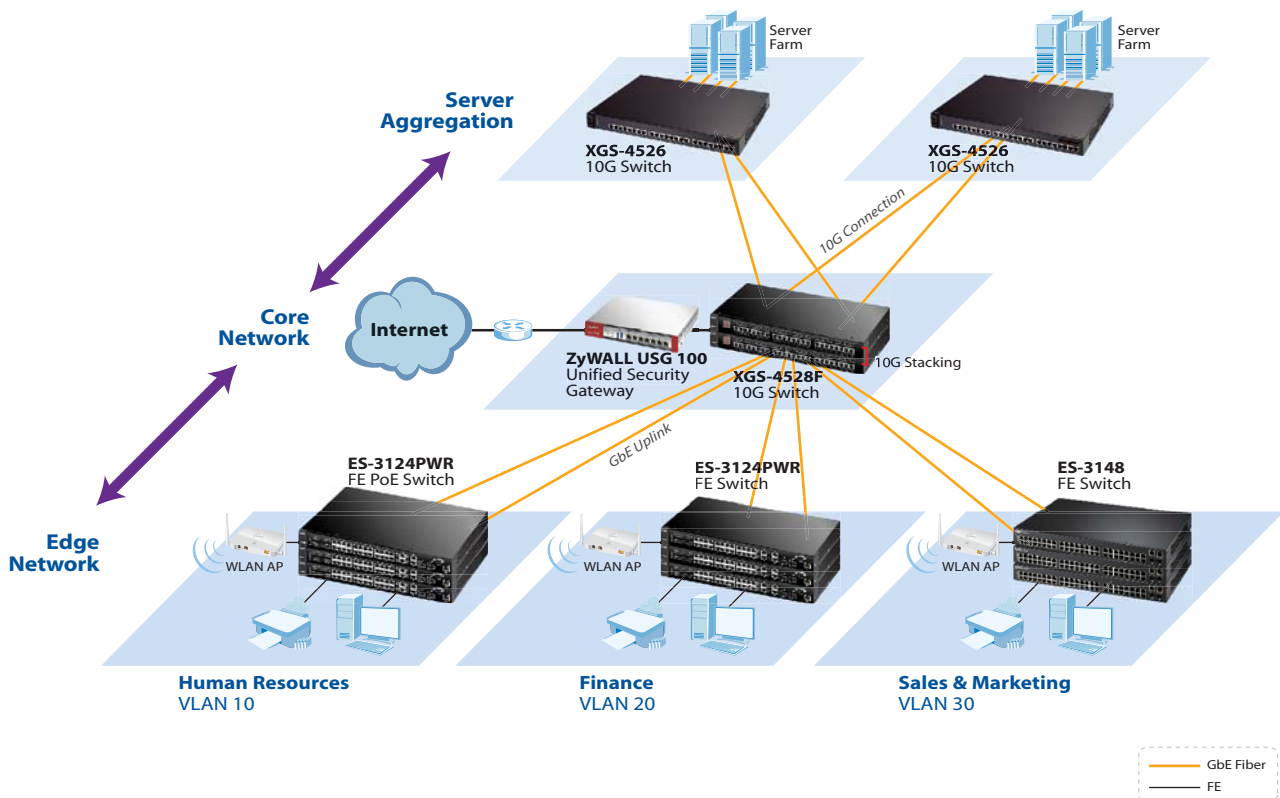 Server
Farm
Server
Farm
Server
Aggregation
XGS-4526
10G Switch
XGS-4526
10G Switch
10G Connection
Core
Network
Internet
ZyWALL USG 100
Unified Security
Gateway
XGS-4528F
10G Switch
10G Stacking
GbE Uplink
ES-3124PWR
FE PoE Switch
ES-3124PWR
FE Switch
ES-3148
FE Switch
Edge
Network
WLAN AP
WLAN AP
WLAN AP
Human Resources
VLAN 10
Finance
VLAN 20
Sales & Marketing
VLAN 30
GbE Fiber
FE